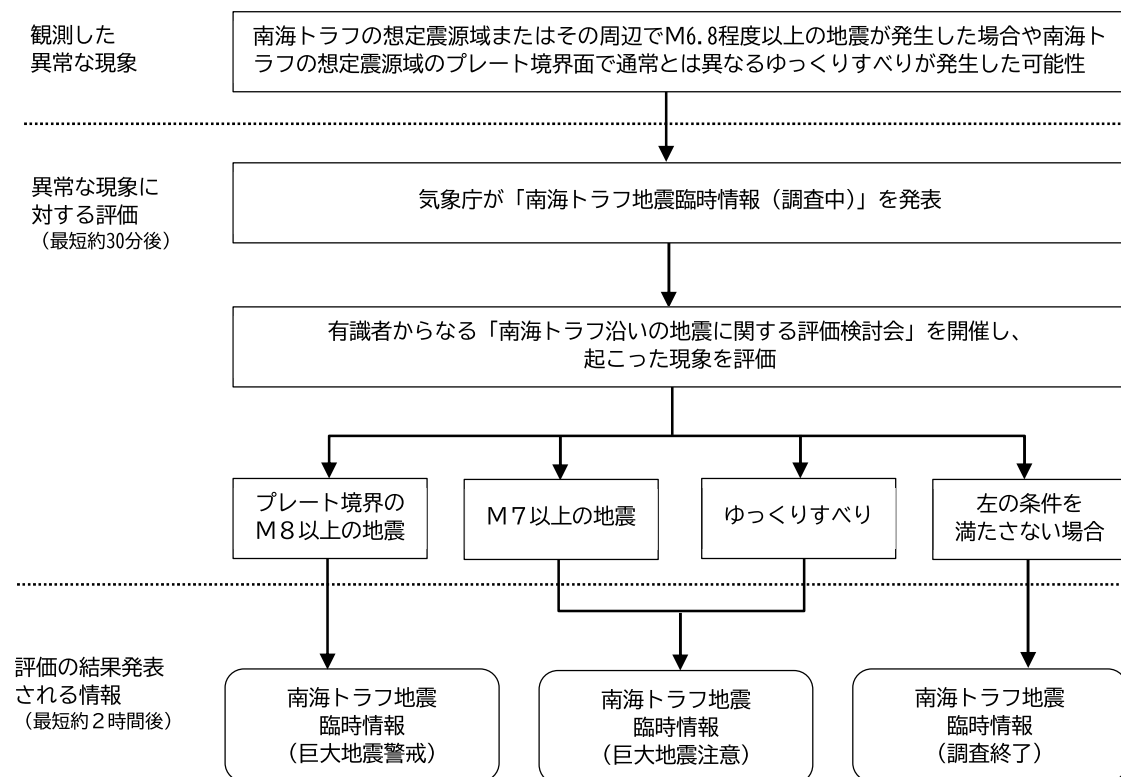 観測した
異常な現象
南海トラフの想定震源域またはその周辺でM6.8程度以上の地震が発生した場合や南海ト
ラフの想定震源域のプレート境界面で通常とは異なるゆっくりすべりが発生した可能性
異常な現象に
対する評価
（最短約30分後）
気象庁が「南海トラフ地震臨時情報（調査中）」を発表
有識者からなる「南海トラフ沿いの地震に関する評価検討会」を開催し、
起こった現象を評価
プレート境界の
M８以上の地震
M７以上の地震
ゆっくりすべり
左の条件を
満たさない場合
評価の結果発表
される情報
（最短約２時間後）
南海トラフ地震
臨時情報
（巨大地震警戒）
南海トラフ地震
臨時情報
（巨大地震注意）
南海トラフ地震
臨時情報
（調査終了）